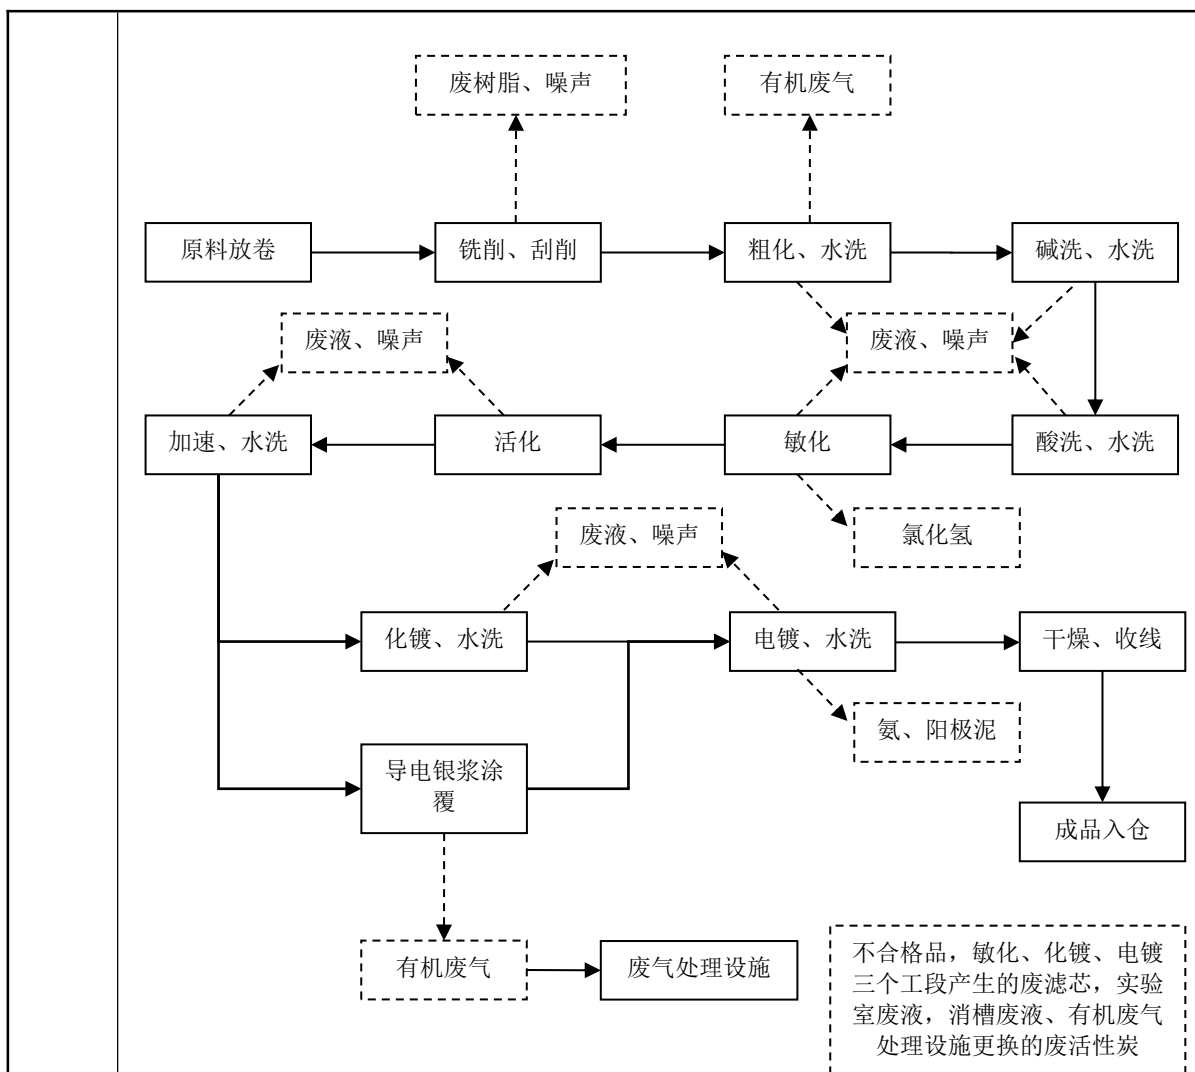 废树脂、噪声
有机废气
原料放卷
铣削、刮削
粗化、水洗
碱洗、水洗
废液、噪声
废液、噪声
加速、水洗
活化
敏化
酸洗、水洗
废液、噪声
氯化氢
化镀、水洗
电镀、水洗
干燥、收线
氨、阳极泥
导电银浆涂
覆
成品入仓
有机废气
废气处理设施
不合格品，敏化、化镀、电镀
三个工段产生的废滤芯，实验
室废液，消槽废液、有机废气
处理设施更换的废活性炭